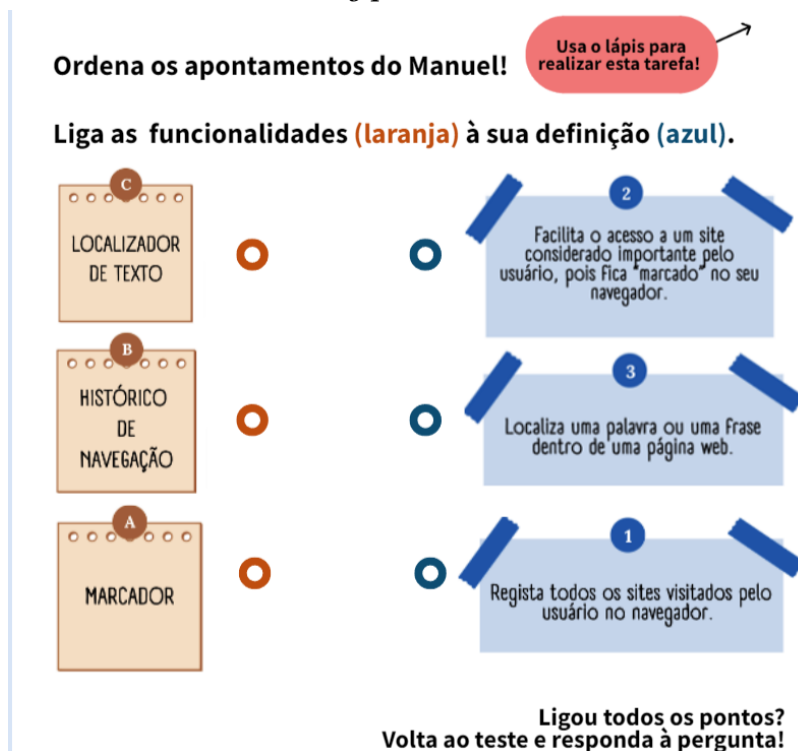 Usa o lápis para
realizar esta tarefa!
Ordena os apontamentos do Manuel!
Liga as funcionalidades (laranja) à sua definição (azul).
C
LOCALIZADOR
DE TEXTO
2
Facilita o acesso a um site
considerado importante pelo
usuário, pois fica "marcado" no seu
navegador.
B
HISTÓRICO
DE
NAVEGAÇÃO
3
Localiza uma palavra ou uma frase
dentro de uma página web.
A
MARCADOR
1
Regista todos os sites visitados pelo
usuário no navegador.
Ligou todos os pontos?
Volta ao teste e responda à pergunta!